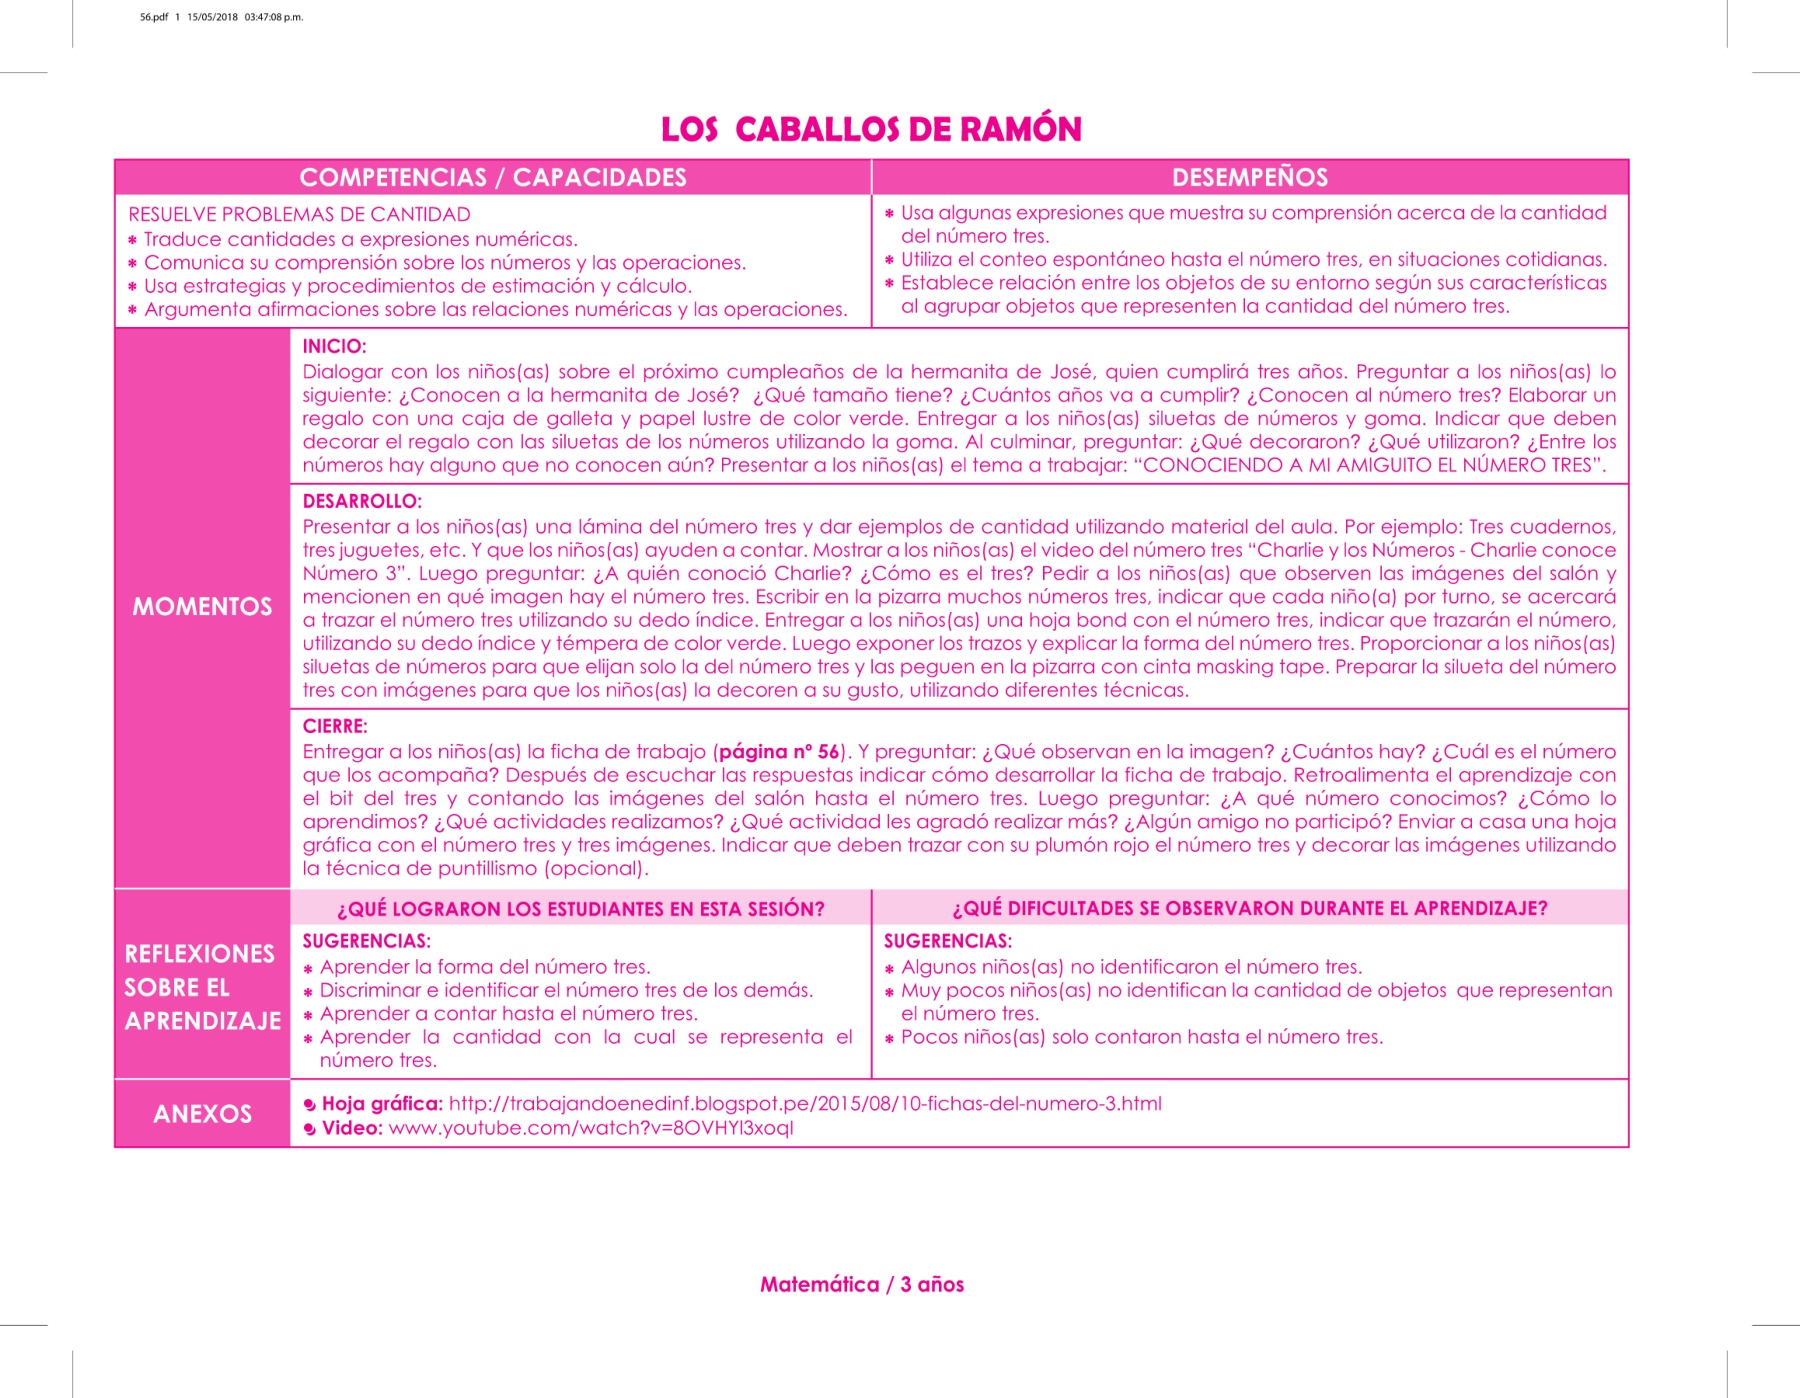 56.pdf 1 15/05/2018 03:47:08 p.m.
LOS CABALLOS DE RAMÓN
COMPETENCIAS / CAPACIDADES
RESUELVE PROBLEMAS DE CANTIDAD
* Traduce cantidades a expresiones numéricas.
* Comunica su comprensión sobre los números y las operaciones.
* Usa estrategias y procedimientos de estimación y cálculo.
* Argumenta afirmaciones sobre las relaciones numéricas y las operaciones.
DESEMPEÑOS
* Usa algunas expresiones que muestra su comprensión acerca de la cantidad
del número tres.
* Utiliza el conteo espontáneo hasta el número tres, en situaciones cotidianas.
* Establece relación entre los objetos de su entorno según sus características
al agrupar objetos que representen la cantidad del número tres.
MOMENTOS
INICIO:
Dialogar con los niños(as) sobre el próximo cumpleaños de la hermanita de José, quien cumplirá tres años. Preguntar a los niños(as) lo
siguiente: ¿Conocen a la hermanita de José? ¿Qué tamaño tiene? ¿Cuántos años va a cumplir? ¿Conocen al número tres? Elaborar un
regalo con una caja de galleta y papel lustre de color verde. Entregar a los niños(as) siluetas de números y goma. Indicar que deben
decorar el regalo con las siluetas de los números utilizando la goma. Al culminar, preguntar: ¿Qué decoraron? ¿Qué utilizaron? ¿Entre los
números hay alguno que no conocen aún? Presentar a los niños(as) el tema a trabajar: “CONOCIENDO A MI AMIGUITO EL NÚMERO TRES”.
DESARROLLO:
Presentar a los niños(as) una lámina del número tres y dar ejemplos de cantidad utilizando material del aula. Por ejemplo: Tres cuadernos,
tres juguetes, etc. Y que los niños(as) ayuden a contar. Mostrar a los niños(as) el video del número tres “Charlie y los Números - Charlie conoce
Número 3”. Luego preguntar: ¿A quién conoció Charlie? ¿Cómo es el tres? Pedir a los niños(as) que observen las imágenes del salón y
mencionen en qué imagen hay el número tres. Escribir en la pizarra muchos números tres, indicar que cada niño(a) por turno, se acercará
a trazar el número tres utilizando su dedo índice. Entregar a los niños(as) una hoja bond con el número tres, indicar que trazarán el número,
utilizando su dedo índice y témpera de color verde. Luego exponer los trazos y explicar la forma del número tres. Proporcionar a los niños(as)
siluetas de números para que elijan solo la del número tres y las peguen en la pizarra con cinta masking tape. Preparar la silueta del número
tres con imágenes para que los niños(as) la decoren a su gusto, utilizando diferentes técnicas.
CIERRE:
Entregar a los niños(as) la ficha de trabajo (página nº 56). Y preguntar: ¿Qué observan en la imagen? ¿Cuántos hay? ¿Cuál es el número
que los acompaña? Después de escuchar las respuestas indicar cómo desarrollar la ficha de trabajo. Retroalimenta el aprendizaje con
el bit del tres y contando las imágenes del salón hasta el número tres. Luego preguntar: ¿A qué número conocimos? ¿Cómo lo
aprendimos? ¿Qué actividades realizamos? ¿Qué actividad les agradó realizar más? ¿Algún amigo no participó? Enviar a casa una hoja
gráfica con el número tres y tres imágenes. Indicar que deben trazar con su plumón rojo el número tres y decorar las imágenes utilizando
la técnica de puntillismo (opcional).
REFLEXIONES
SOBRE EL
APRENDIZAJE
¿QUÉ LOGRARON LOS ESTUDIANTES EN ESTA SESIÓN?
SUGERENCIAS:
* Aprender la forma del número tres.
* Discriminar e identificar el número tres de los demás.
* Aprender a contar hasta el número tres.
* Aprender la cantidad con la cual se representa el
número tres.
¿QUÉ DIFICULTADES SE OBSERVARON DURANTE EL APRENDIZAJE?
SUGERENCIAS:
* Algunos niños(as) no identificaron el número tres.
* Muy pocos niños(as) no identifican la cantidad de objetos que representan
el número tres.
* Pocos niños(as) solo contaron hasta el número tres.
ANEXOS
Hoja gráfica: http://trabajandoenedinf.blogspot.pe/2015/08/10-fichas-del-numero-3.html
Video: www.youtube.com/watch?v=8OVHYl3xoqI
Matemática / 3 años